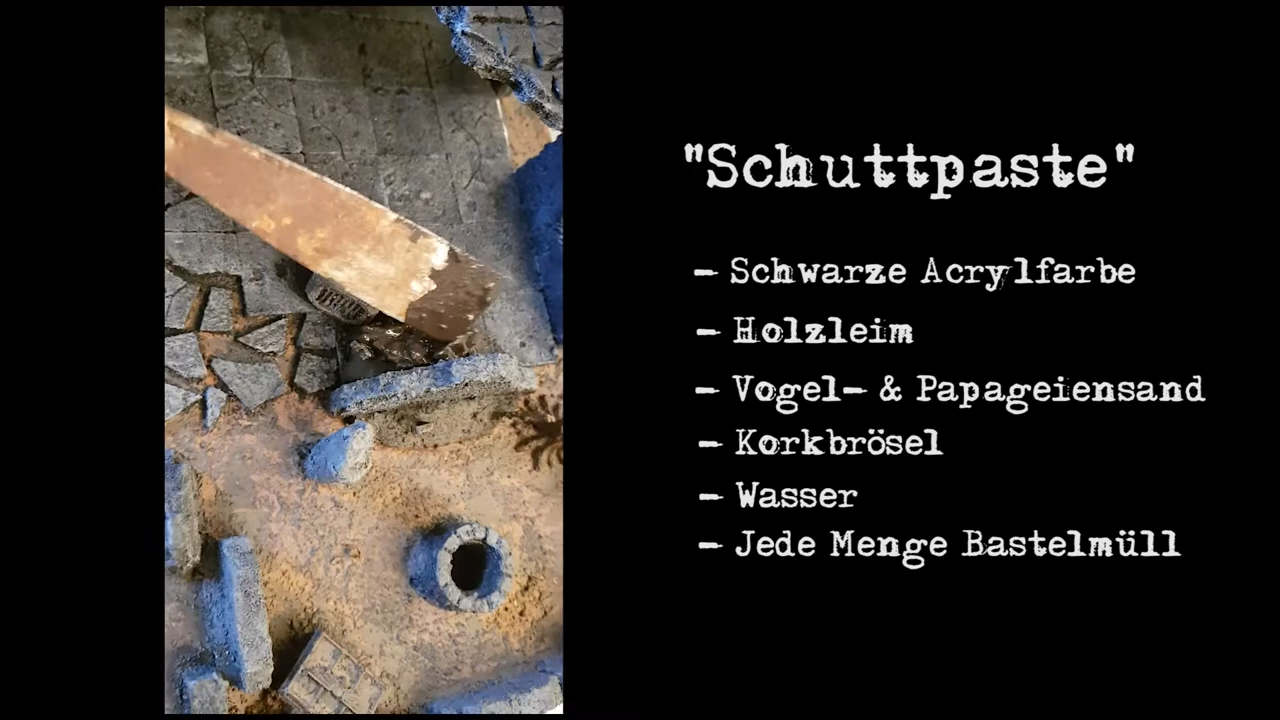 "Schuttpaste"
- Schwarze Acrylfarbe
- Holzleim
- Vogel- & Papageiensand
- Korkbrösel
- Wasser
- Jede Menge Bastelmüll